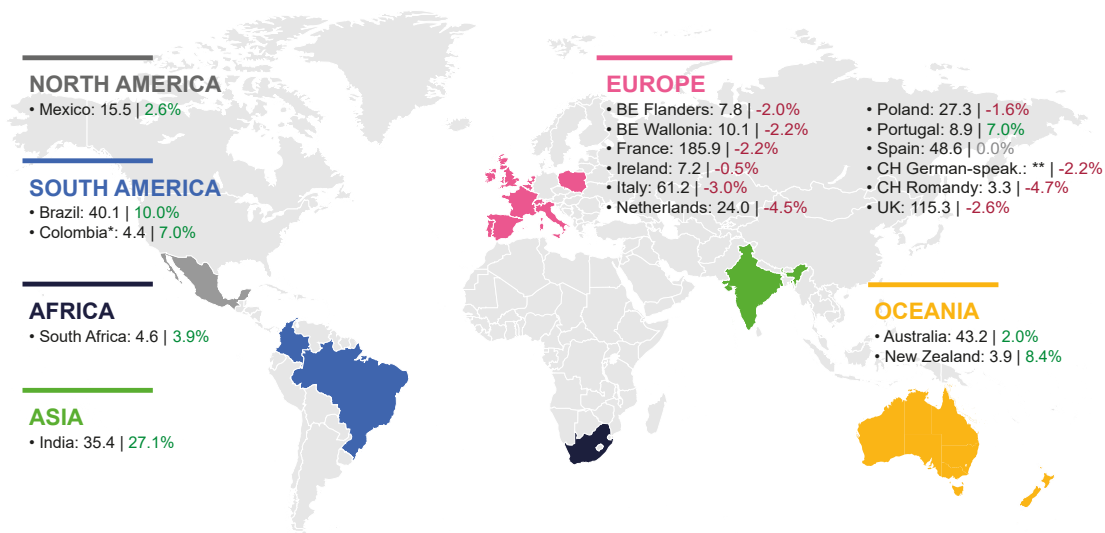 NORTH AMERICA
• Mexico: 15.5 | 2.6%
SOUTH AMERICA
• Brazil: 40.1 | 10.0%
• Colombia*: 4.4 | 7.0%
AFRICA
• South Africa: 4.6 | 3.9%
ASIA
• India: 35.4 | 27.1%
EUROPE
• BE Flanders: 7.8 | -2.0%
• BE Wallonia: 10.1 | -2.2%
• France: 185.9 | -2.2%
• Ireland: 7.2 | -0.5%
• Italy: 61.2 | -3.0%
• Netherlands: 24.0 | -4.5%
• Poland: 27.3 | -1.6%
• Portugal: 8.9 | 7.0%
• Spain: 48.6 | 0.0%
• CH German-speak.: ** | -2.2%
• CH Romandy: 3.3 | -4.7%
• UK: 115.3 | -2.6%
OCEANIA
• Australia: 43.2 | 2.0%
• New Zealand: 3.9 | 8.4%